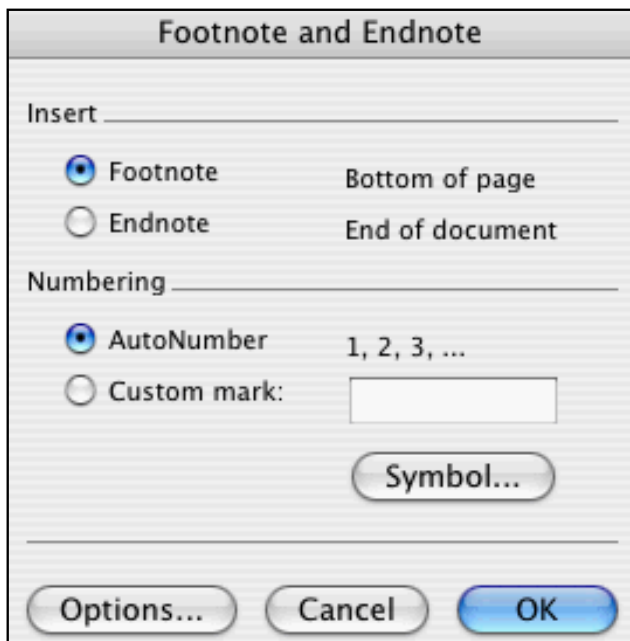 Footnote and Endnote
Insert
Footnote Bottom of page
Endnote End of document
Numbering
AutoNumber 1, 2, 3, ...
Custom mark:
Symbol...
Options... Cancel OK